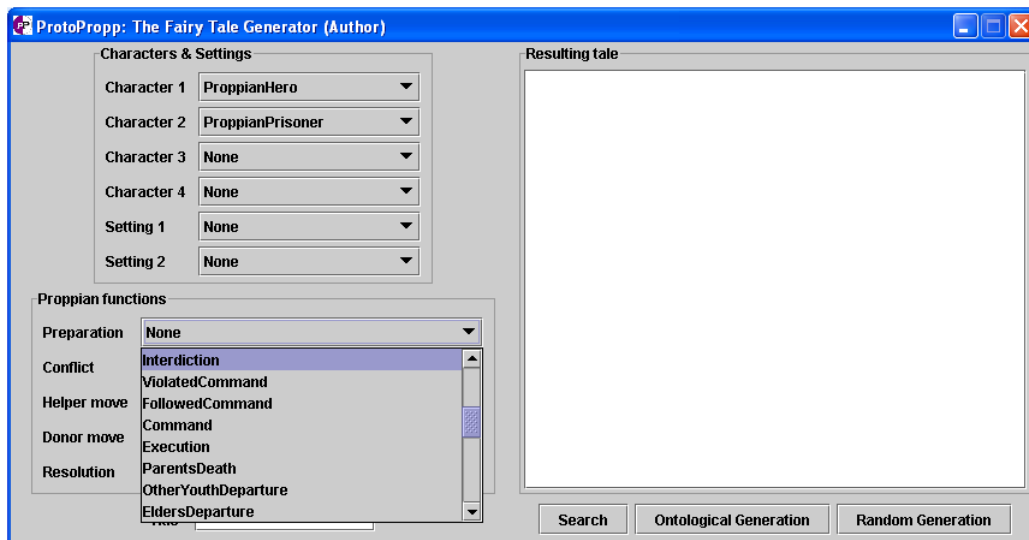 ProtoPropp: The Fairy Tale Generator (Author)
Characters & Settings
Character 1 ProppianHero
Character 2 ProppianPrisoner
Character 3 None
Character 4 None
Setting 1 None
Setting 2 None
Proppian functions
Preparation None
Conflict
Helper move
Donor move
Resolution
Interdiction
ViolatedCommand
FollowedCommand
Command
Execution
ParentsDeath
OtherYouthDeparture
EldersDeparture
Resulting tale
Search Ontological Generation Random Generation